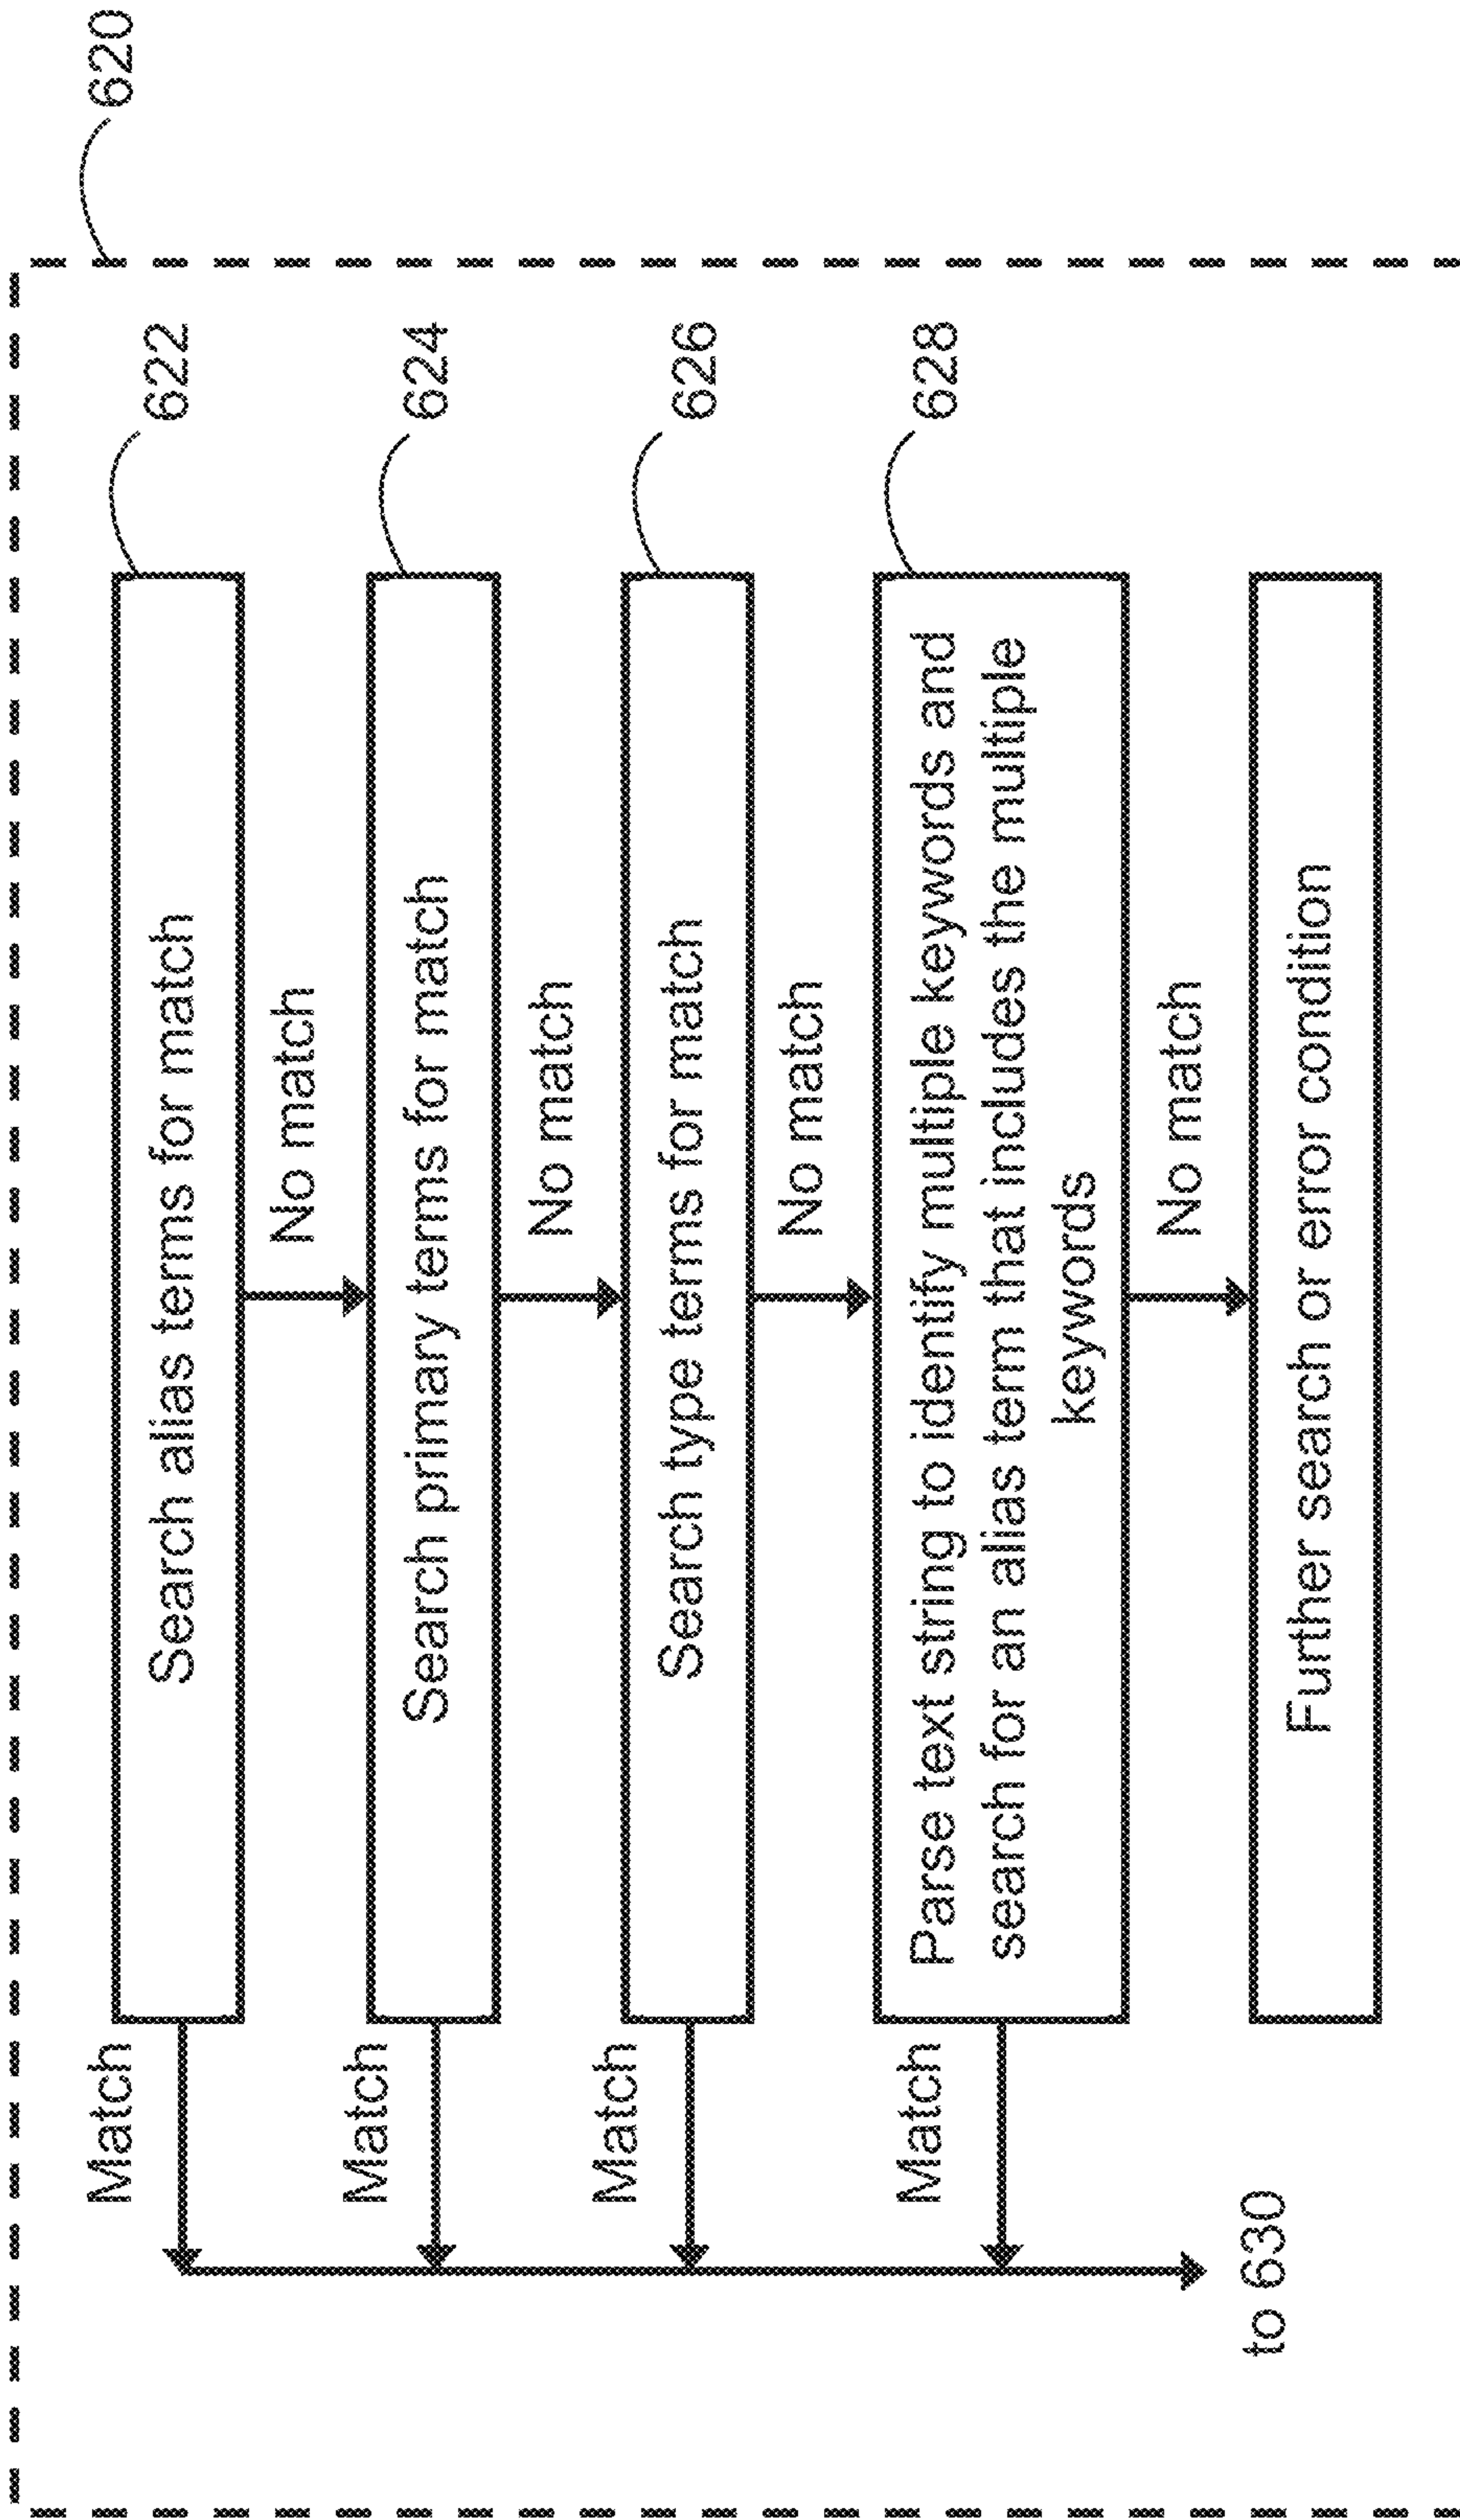 620
622
Match
Search alias terms for match
No match
624
Match
Search primary terms for match
No match
626
Match
Search type terms for match
No match
628
Match
Parse text string to identify multiple keywords and
search for an alias term that includes the multiple
keywords
No match
to 630
Further search or error condition